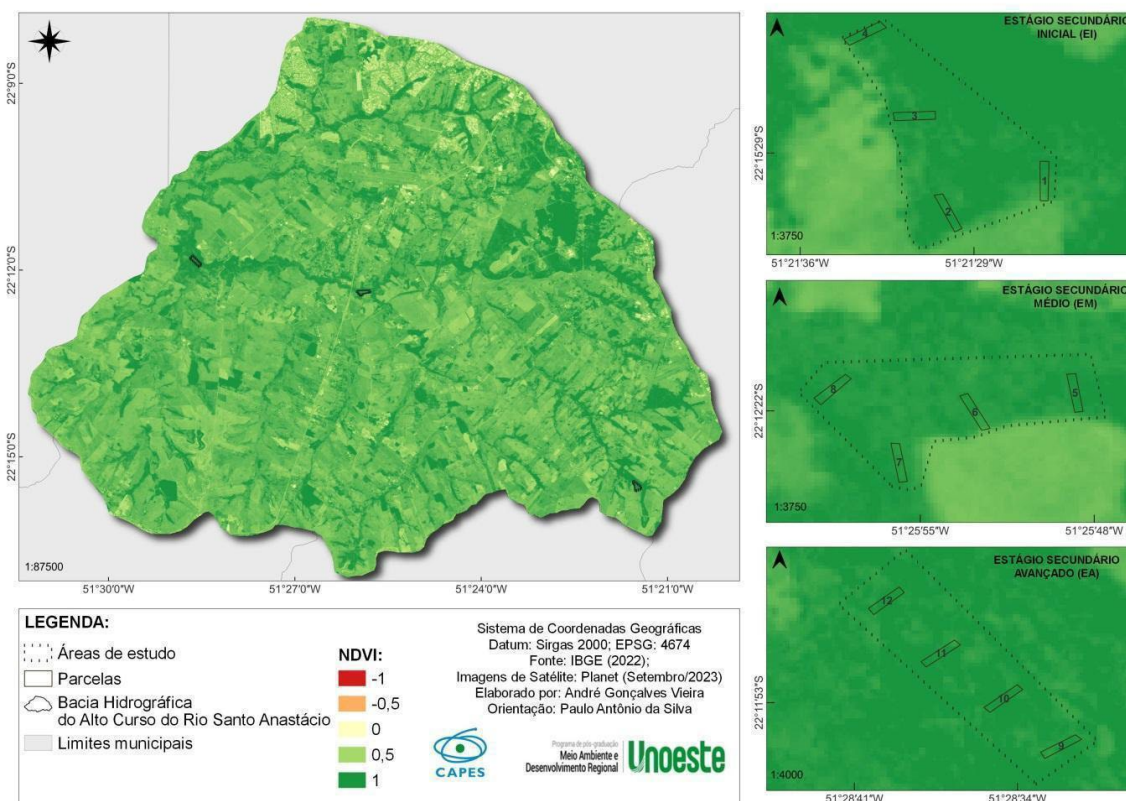 22°9'0"S
22°12'0"S
22°15'0"S
1:87500
51°30'0"W
51°27'0"W
51°24'0"W
51°21'0"W
ESTÁGIO SECUNDÁRIO
INICIAL (EI)
4
3
1
2
22°15'29"S
1:3750
51°21'36"W
51°21'29"W
ESTÁGIO SECUNDÁRIO
MÉDIO (EM)
8
5
6
7
22°12'22"S
1:3750
51°25'55"W
51°25'48"W
ESTÁGIO SECUNDÁRIO
AVANÇADO (EA)
12
11
10
9
22°11'53"S
1:4000
51°28'41"W
51°28'34"W
LEGENDA:
Áreas de estudo
Parcelas
Bacia Hidrográfica
do Alto Curso do Rio Santo Anastácio
Limites municipais
NDVI:
-1
-0,5
0
0,5
1
Sistema de Coordenadas Geográficas
Datum: Sirgas 2000; EPSG: 4674
Fonte: IBGE (2022);
Imagens de Satélite: Planet (Setembro/2023)
Elaborado por: André Gonçalves Vieira
Orientação: Paulo Antônio da Silva
CAPES
Programa de pós-graduação
Meio Ambiente e
Desenvolvimento Regional
Unoeste